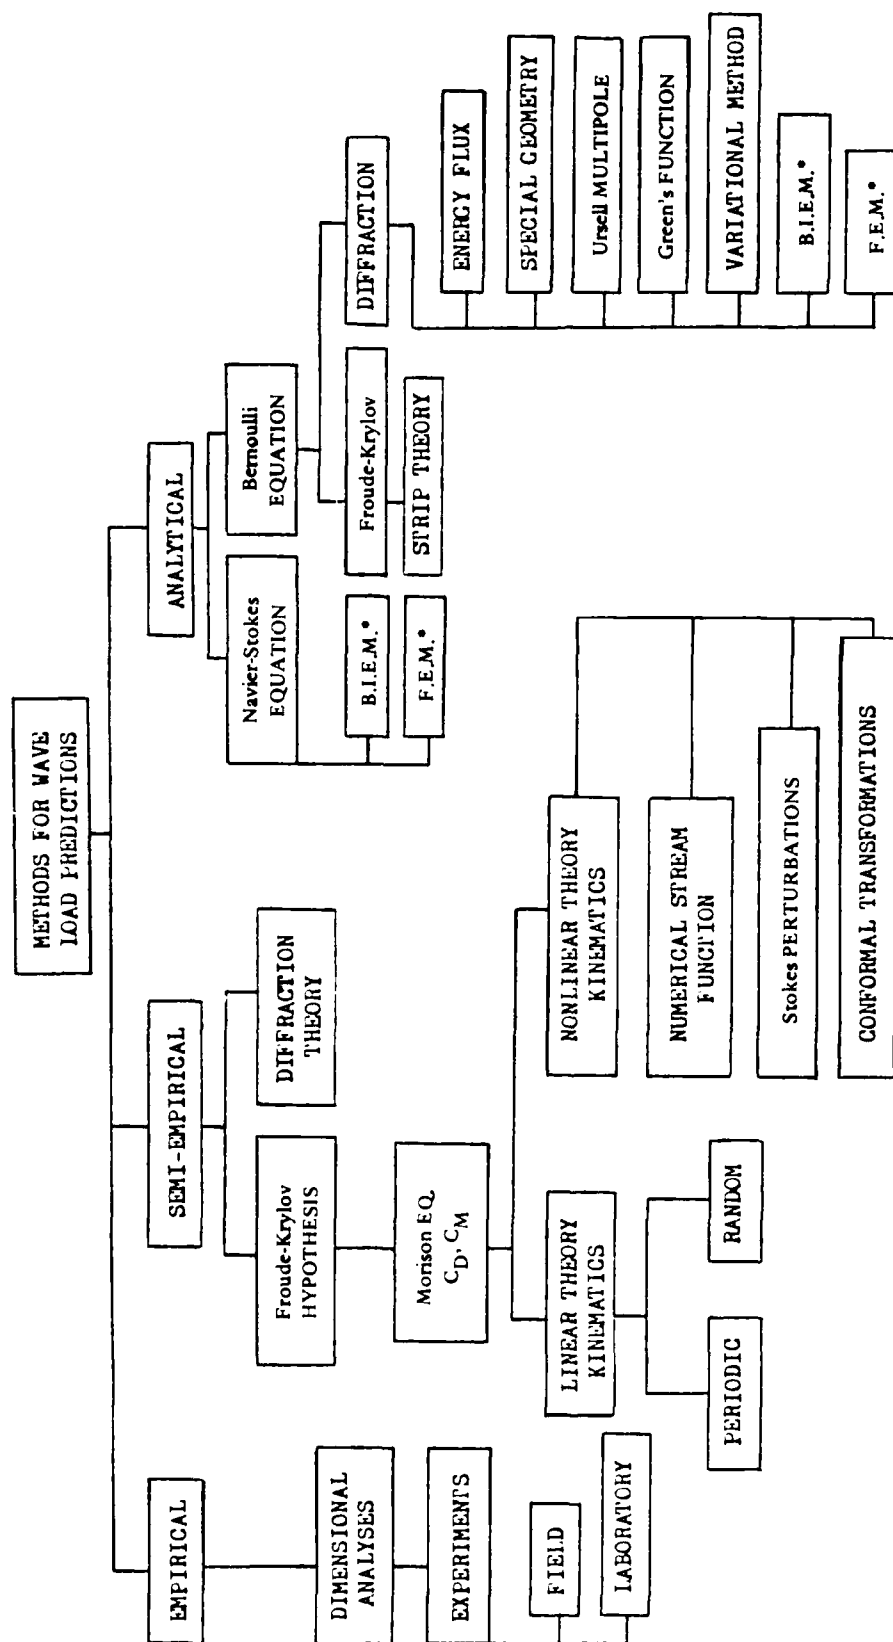 METHODS FOR WAVE
LOAD PREDICTIONS
EMPIRICAL
SEMI-EMPIRICAL
ANALYTICAL
DIMENSIONAL
ANALYSES
EXPERIMENTS
FIELD
LABORATORY
Froude-Krylov
HYPOTHESIS
DIFFRACTION
THEORY
Morison EQ.
C_D, C_M
LINEAR THEORY
KINEMATICS
PERIODIC
RANDOM
NONLINEAR THEORY
KINEMATICS
NUMERICAL STREAM
FUNCTION
Stokes PERTURBATIONS
CONFORMAL TRANSFORMATIONS
Navier-Stokes
EQUATION
B.I.E.M.*
F.E.M.*
Bernoulli
EQUATION
Froude-Krylov
STRIP THEORY
DIFFRACTION
ENERGY FLUX
SPECIAL GEOMETRY
Ursell MULTIPOLE
Green's FUNCTION
VARIATIONAL METHOD
B.I.E.M.*
F.E.M.*